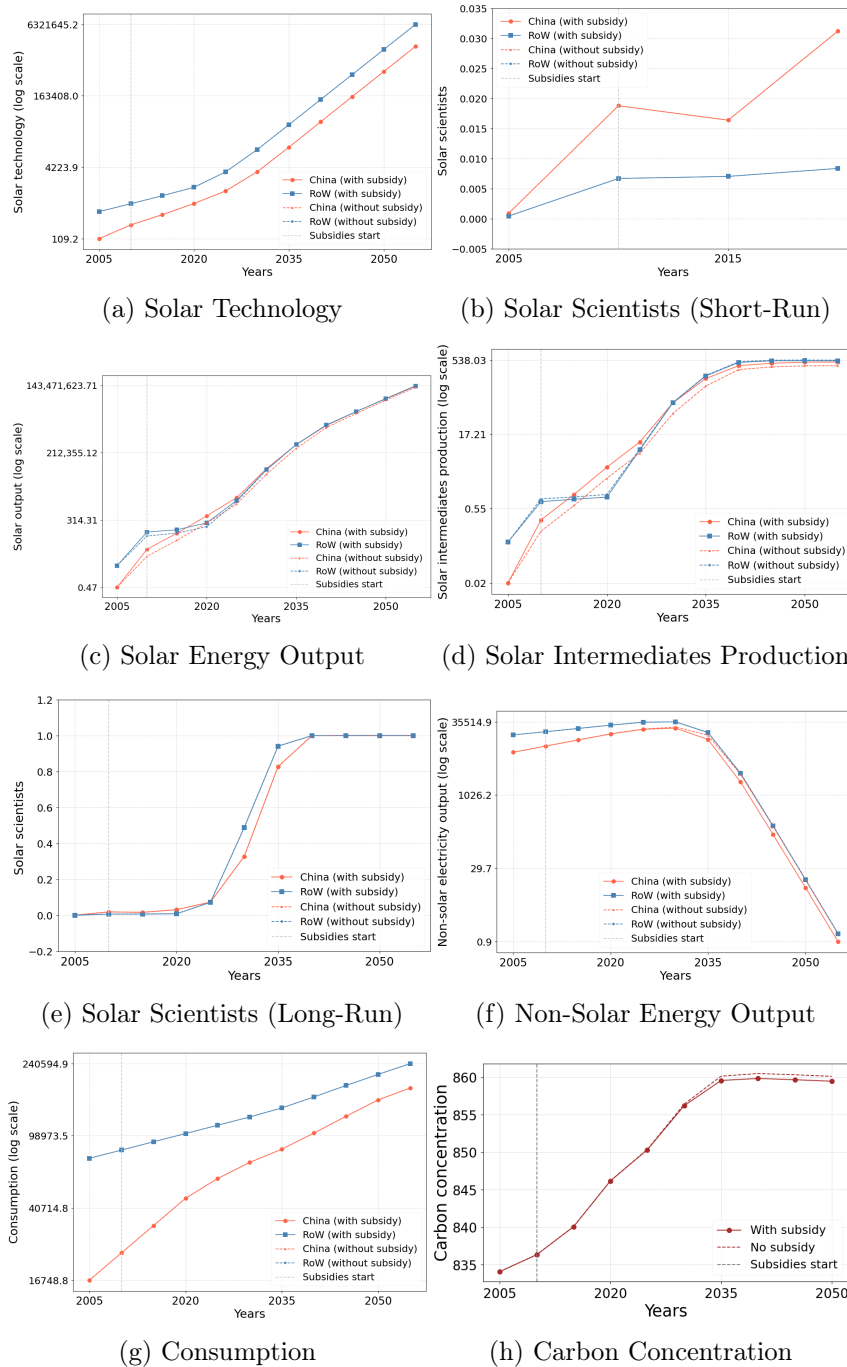 Solar technology (log scale)
6321645.2
163408.0
4223.9
109.2
China (with subsidy)
RoW (with subsidy)
China (without subsidy)
RoW (without subsidy)
Subsidies start
2005 2020 2035 2050
Years
(a) Solar Technology
Solar scientists
0.035
0.030
0.025
0.020
0.015
0.010
0.005
0.000
−0.005
China (with subsidy)
RoW (with subsidy)
China (without subsidy)
RoW (without subsidy)
Subsidies start
2005 2015
Years
(b) Solar Scientists (Short-Run)
Solar output (log scale)
143,471,623.71
212,355.12
314.31
0.47
China (with subsidy)
RoW (with subsidy)
China (without subsidy)
RoW (without subsidy)
Subsidies start
2005 2020 2035 2050
Years
(c) Solar Energy Output
Solar intermediates production (log scale)
538.03
17.21
0.55
0.02
China (with subsidy)
RoW (with subsidy)
China (without subsidy)
RoW (without subsidy)
Subsidies start
2005 2020 2035 2050
Years
(d) Solar Intermediates Production
Solar scientists
1.2
1.0
0.8
0.6
0.4
0.2
0.0
−0.2
China (with subsidy)
RoW (with subsidy)
China (without subsidy)
RoW (without subsidy)
Subsidies start
2005 2020 2035 2050
Years
(e) Solar Scientists (Long-Run)
Non-solar electricity output (log scale)
35514.9
1026.2
29.7
0.9
China (with subsidy)
RoW (with subsidy)
China (without subsidy)
RoW (without subsidy)
Subsidies start
2005 2020 2035 2050
Years
(f) Non-Solar Energy Output
Consumption (log scale)
240594.9
98973.5
40714.8
16748.8
China (with subsidy)
RoW (with subsidy)
China (without subsidy)
RoW (without subsidy)
Subsidies start
2005 2020 2035 2050
Years
(g) Consumption
Carbon concentration
860
855
850
845
840
835
With subsidy
No subsidy
Subsidies start
2005 2020 2035 2050
Years
(h) Carbon Concentration